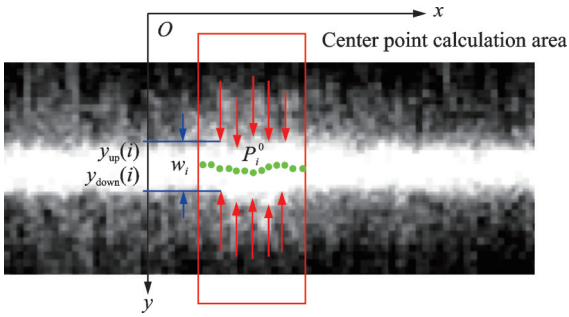 O x
Center point calculation area
y_up(i)
w_i P_i^0
y_down(i)
y